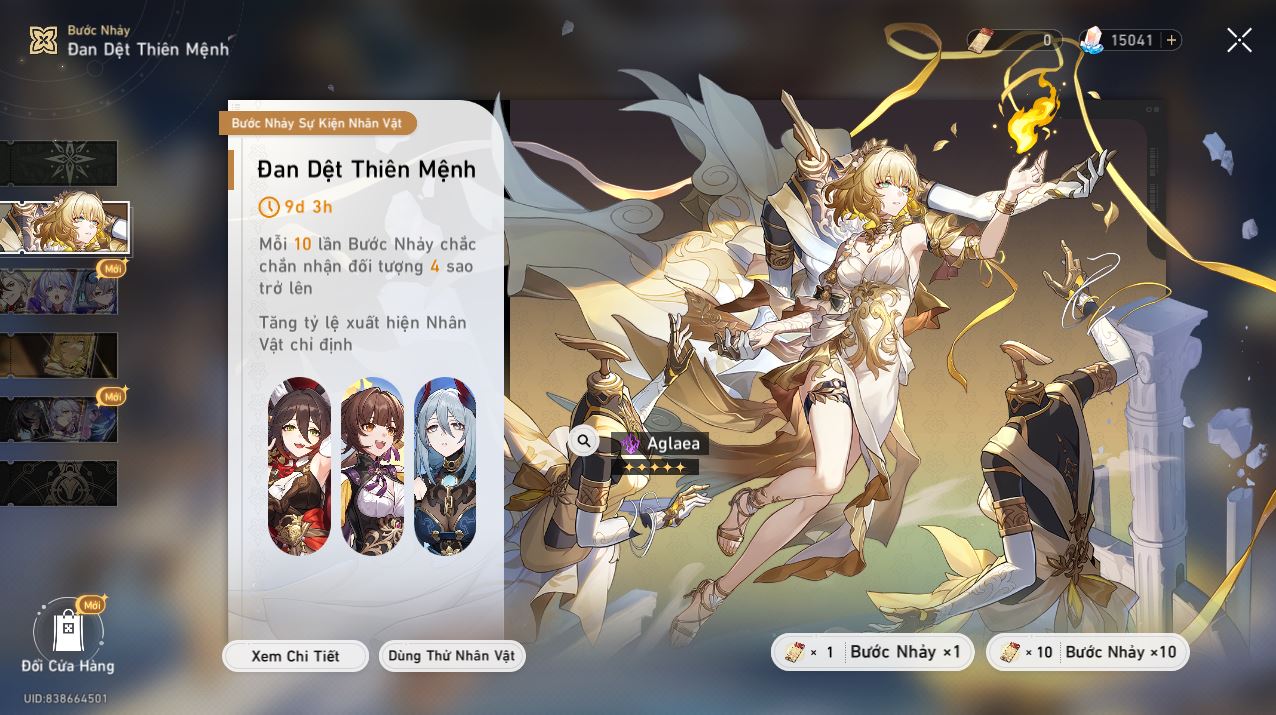 Bước Nhảy
Đan Dệt Thiên Mệnh
0
15041 +
Bước Nhảy Sự Kiện Nhân Vật
Đan Dệt Thiên Mệnh
9d 3h
Mỗi 10 lần Bước Nhảy chắc
chắn nhận đối tượng 4 sao
trở lên
Tăng tỷ lệ xuất hiện Nhân
Vật chỉ định
Mới
Mới
Aglaea
Mới
Đổi Cửa Hàng
Xem Chi Tiết
Dùng Thử Nhân Vật
× 1 Bước Nhảy ×1
× 10 Bước Nhảy ×10
UID:838664501